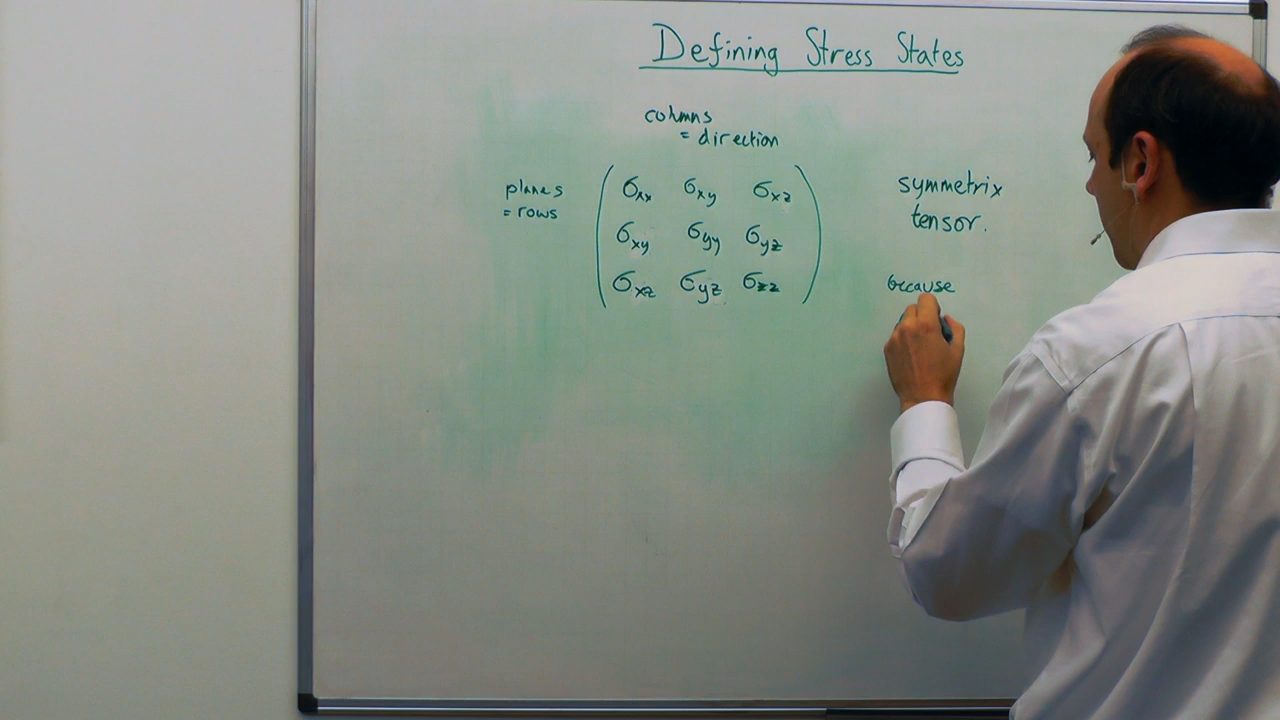 Defining Stress States
columns
= direction
planes
= rows
σxx σxy σxz
σxy σyy σyz
σxz σyz σzz
symmetrix
tensor.
because